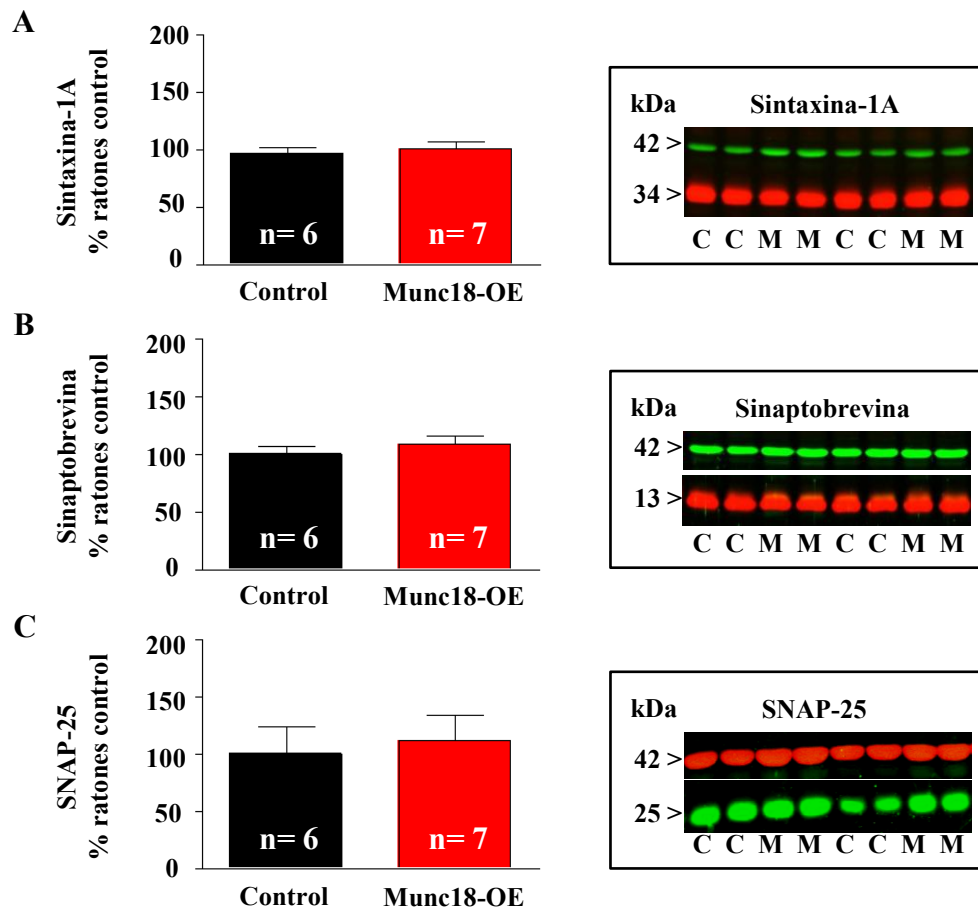 A
Sintaxina-1A
% ratones control
200
150
100
50
0
n= 6
n= 7
Control
Munc18-OE
kDa
Sintaxina-1A
42 >
34 >
C C M M C C M M
B
Sinaptobrevina
% ratones control
200
150
100
50
0
n= 6
n= 7
Control
Munc18-OE
kDa
Sinaptobrevina
42 >
13 >
C C M M C C M M
C
SNAP-25
% ratones control
200
150
100
50
0
n= 6
n= 7
Control
Munc18-OE
kDa
SNAP-25
42 >
25 >
C C M M C C M M